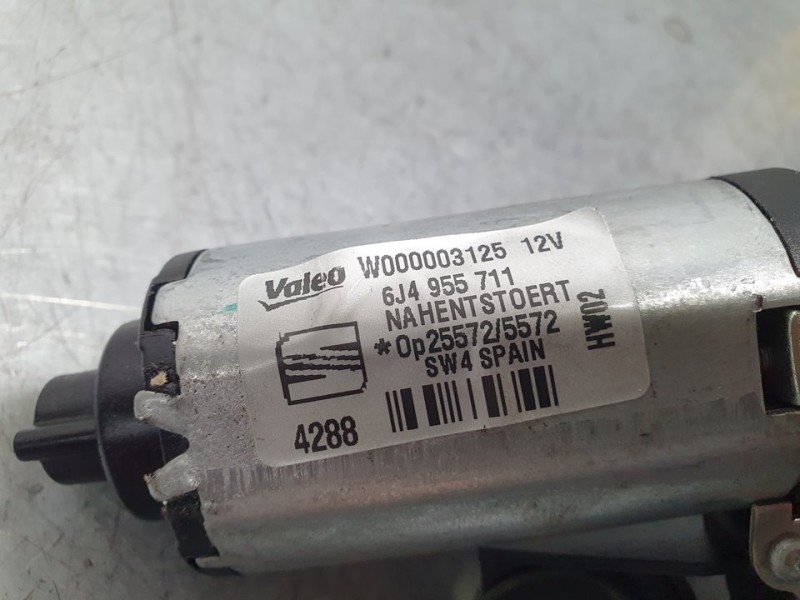 Valeo W000003125 12V
6J4 955 711
NAHENTSTOERT
*Op25572/5572
SW4 SPAIN
HW02
4288